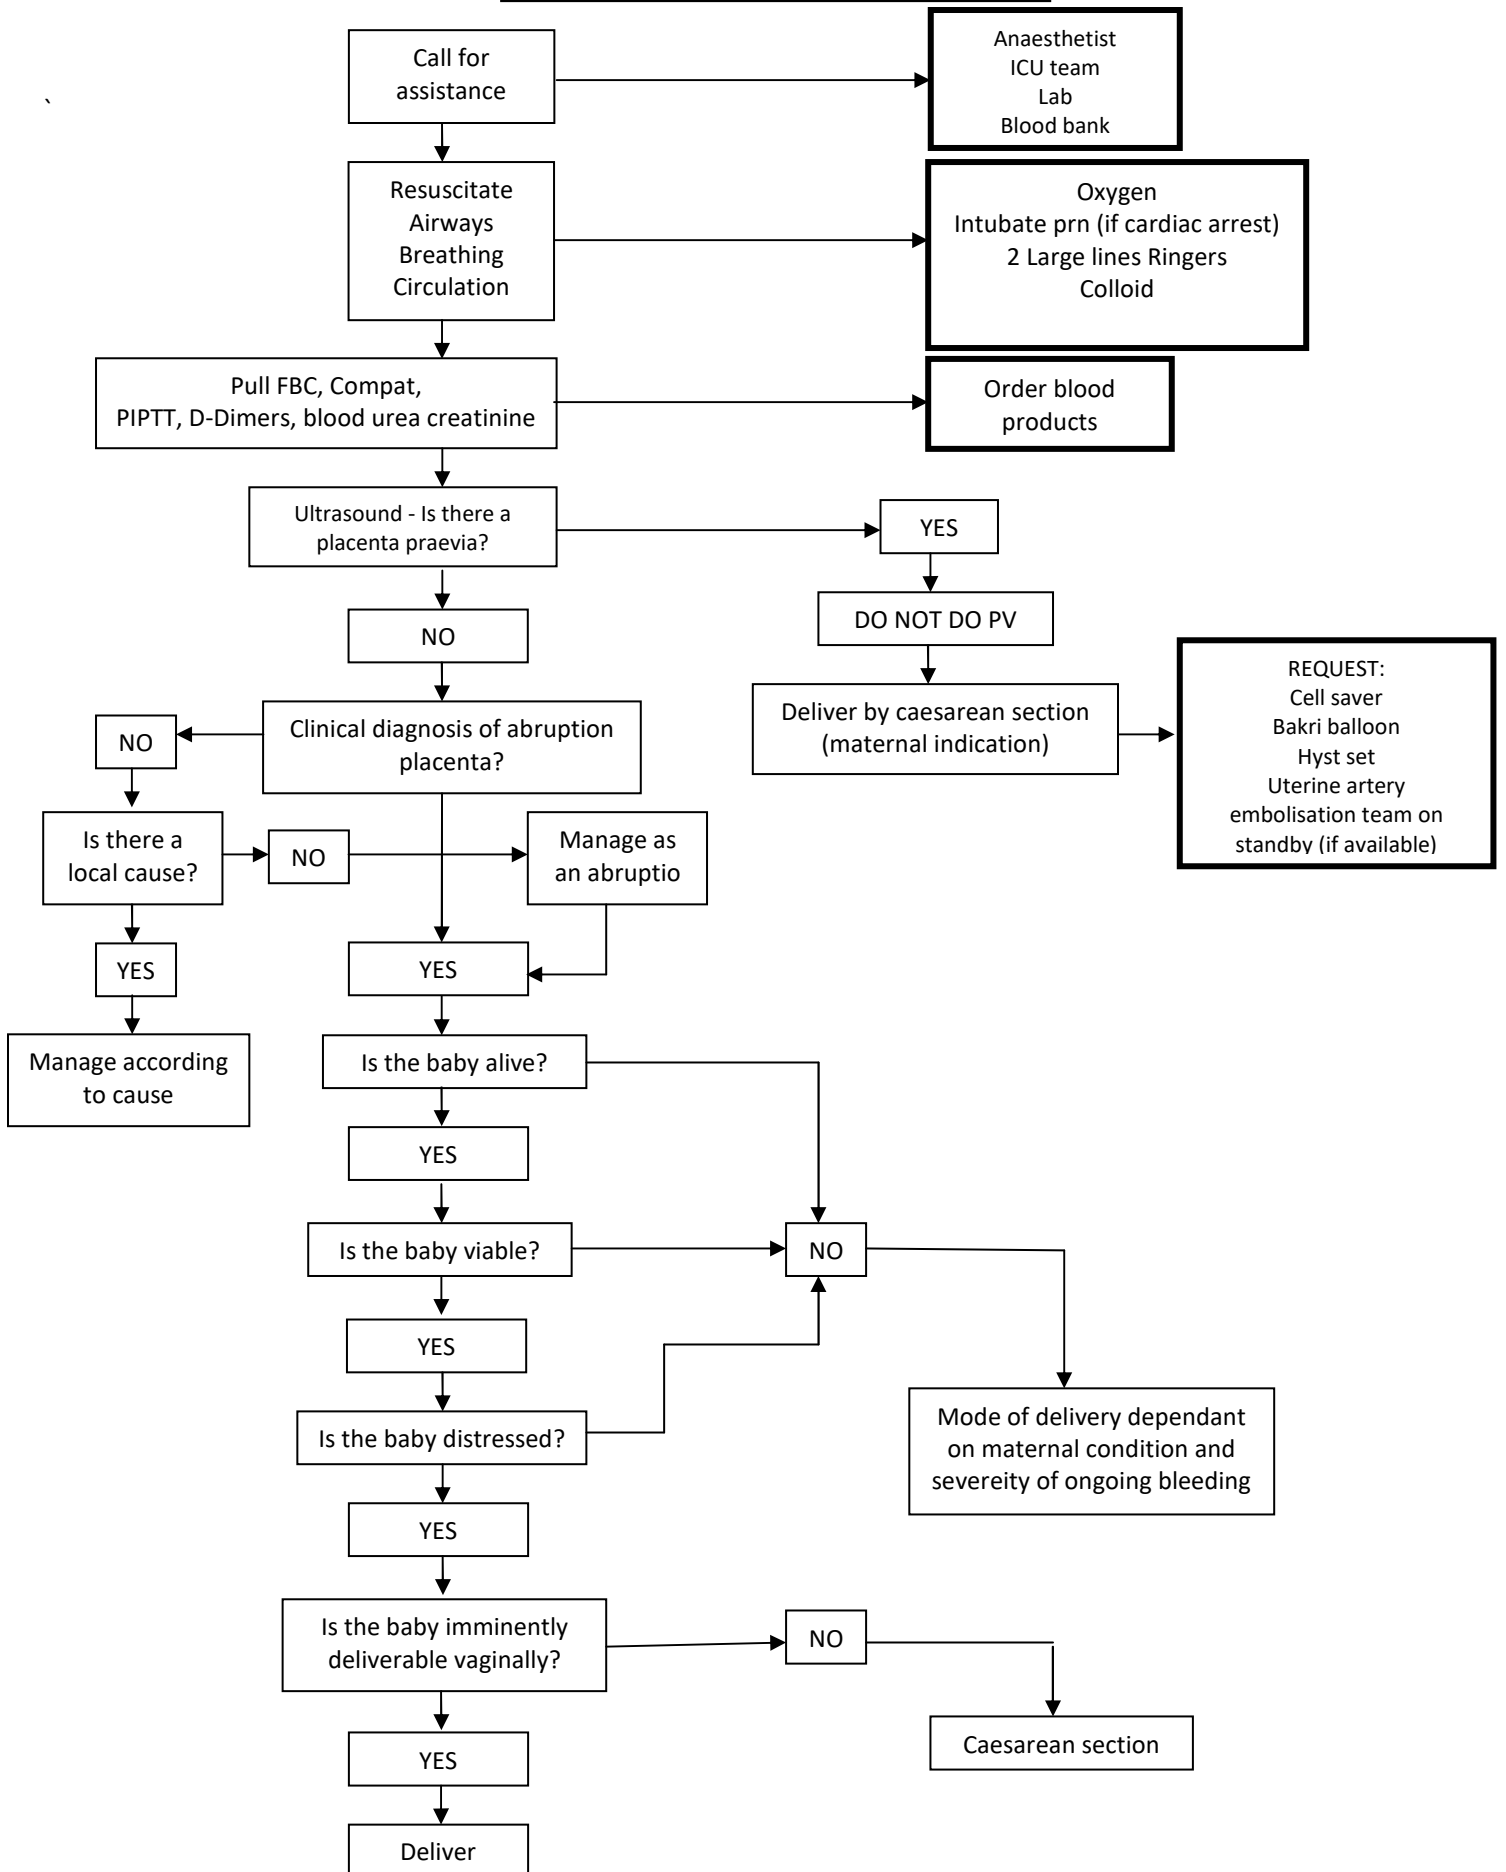 Call for
assistance
Anaesthetist
ICU team
Lab
Blood bank
`
Resuscitate
Airways
Breathing
Circulation
Oxygen
Intubate prn (if cardiac arrest)
2 Large lines Ringers
Colloid
Pull FBC, Compat,
PIPTT, D-Dimers, blood urea creatinine
Order blood
products
Ultrasound - Is there a
placenta praevia?
YES
NO
DO NOT DO PV
Clinical diagnosis of abruption
placenta?
NO
Deliver by caesarean section
(maternal indication)
REQUEST:
Cell saver
Bakri balloon
Hyst set
Uterine artery
embolisation team on
standby (if available)
Is there a
local cause?
NO
Manage as
an abruptio
YES
YES
Manage according
to cause
Is the baby alive?
YES
Is the baby viable?
NO
YES
Is the baby distressed?
Mode of delivery dependant
on maternal condition and
severeity of ongoing bleeding
YES
Is the baby imminently
deliverable vaginally?
NO
YES
Caesarean section
Deliver